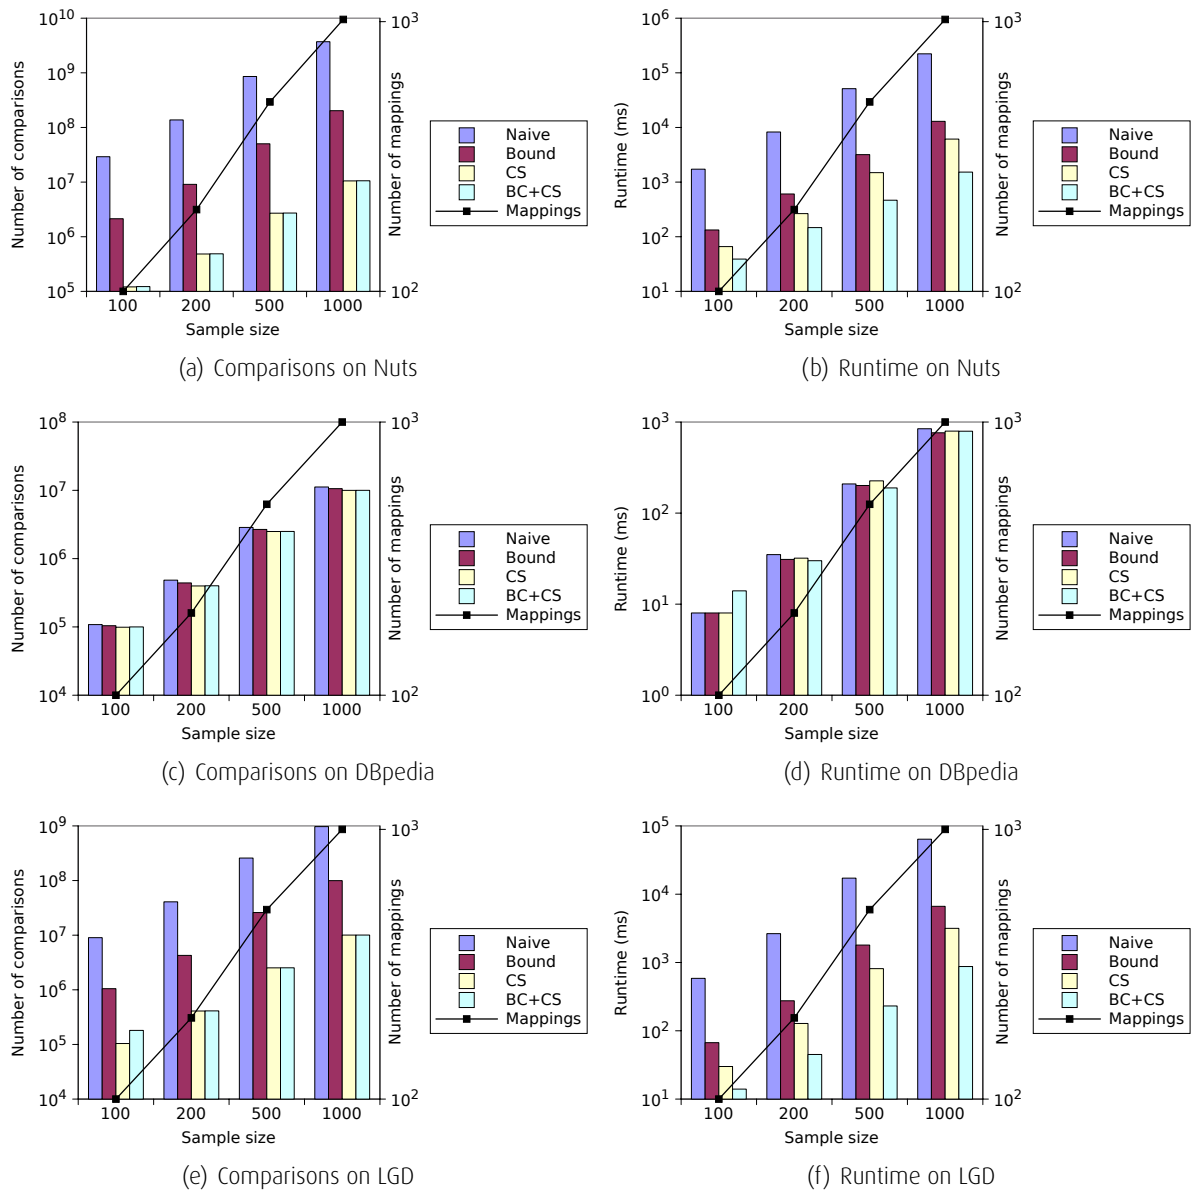 10^10
10^9
10^8
10^7
10^6
10^5
Number of comparisons
100 200 500 1000
Sample size
10^3
10^2
Number of mappings
Naive
Bound
CS
BC+CS
Mappings
(a) Comparisons on Nuts
10^6
10^5
10^4
10^3
10^2
10^1
Runtime (ms)
100 200 500 1000
Sample size
10^3
10^2
Number of mappings
Naive
Bound
CS
BC+CS
Mappings
(b) Runtime on Nuts
10^8
10^7
10^6
10^5
10^4
Number of comparisons
100 200 500 1000
Sample size
10^3
10^2
Number of mappings
Naive
Bound
CS
BC+CS
Mappings
(c) Comparisons on DBpedia
10^3
10^2
10^1
10^0
Runtime (ms)
100 200 500 1000
Sample size
10^3
10^2
Number of mappings
Naive
Bound
CS
BC+CS
Mappings
(d) Runtime on DBpedia
10^9
10^8
10^7
10^6
10^5
10^4
Number of comparisons
100 200 500 1000
Sample size
10^3
10^2
Number of mappings
Naive
Bound
CS
BC+CS
Mappings
(e) Comparisons on LGD
10^5
10^4
10^3
10^2
10^1
Runtime (ms)
100 200 500 1000
Sample size
10^3
10^2
Number of mappings
Naive
Bound
CS
BC+CS
Mappings
(f) Runtime on LGD